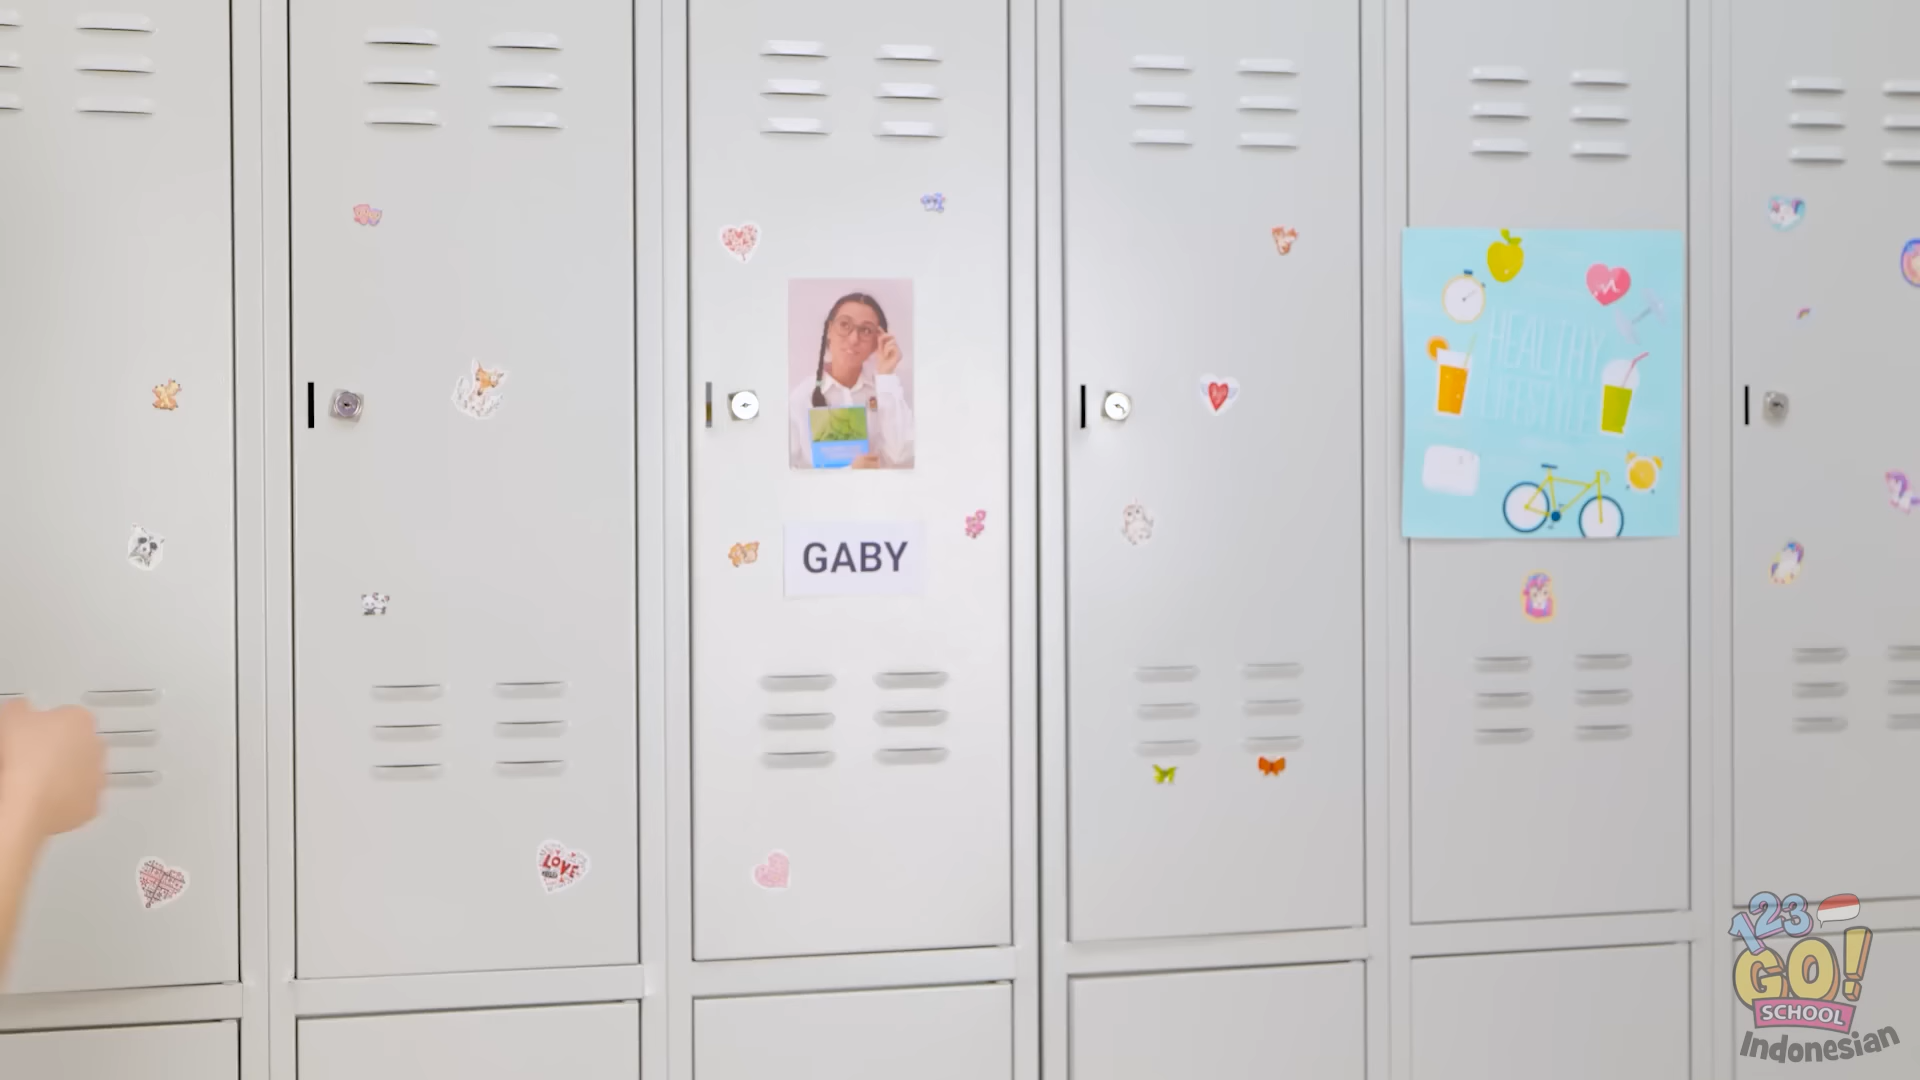 HEALTHY
LIFESTYLE
GABY
LOVE
123
GO!
SCHOOL
Indonesian